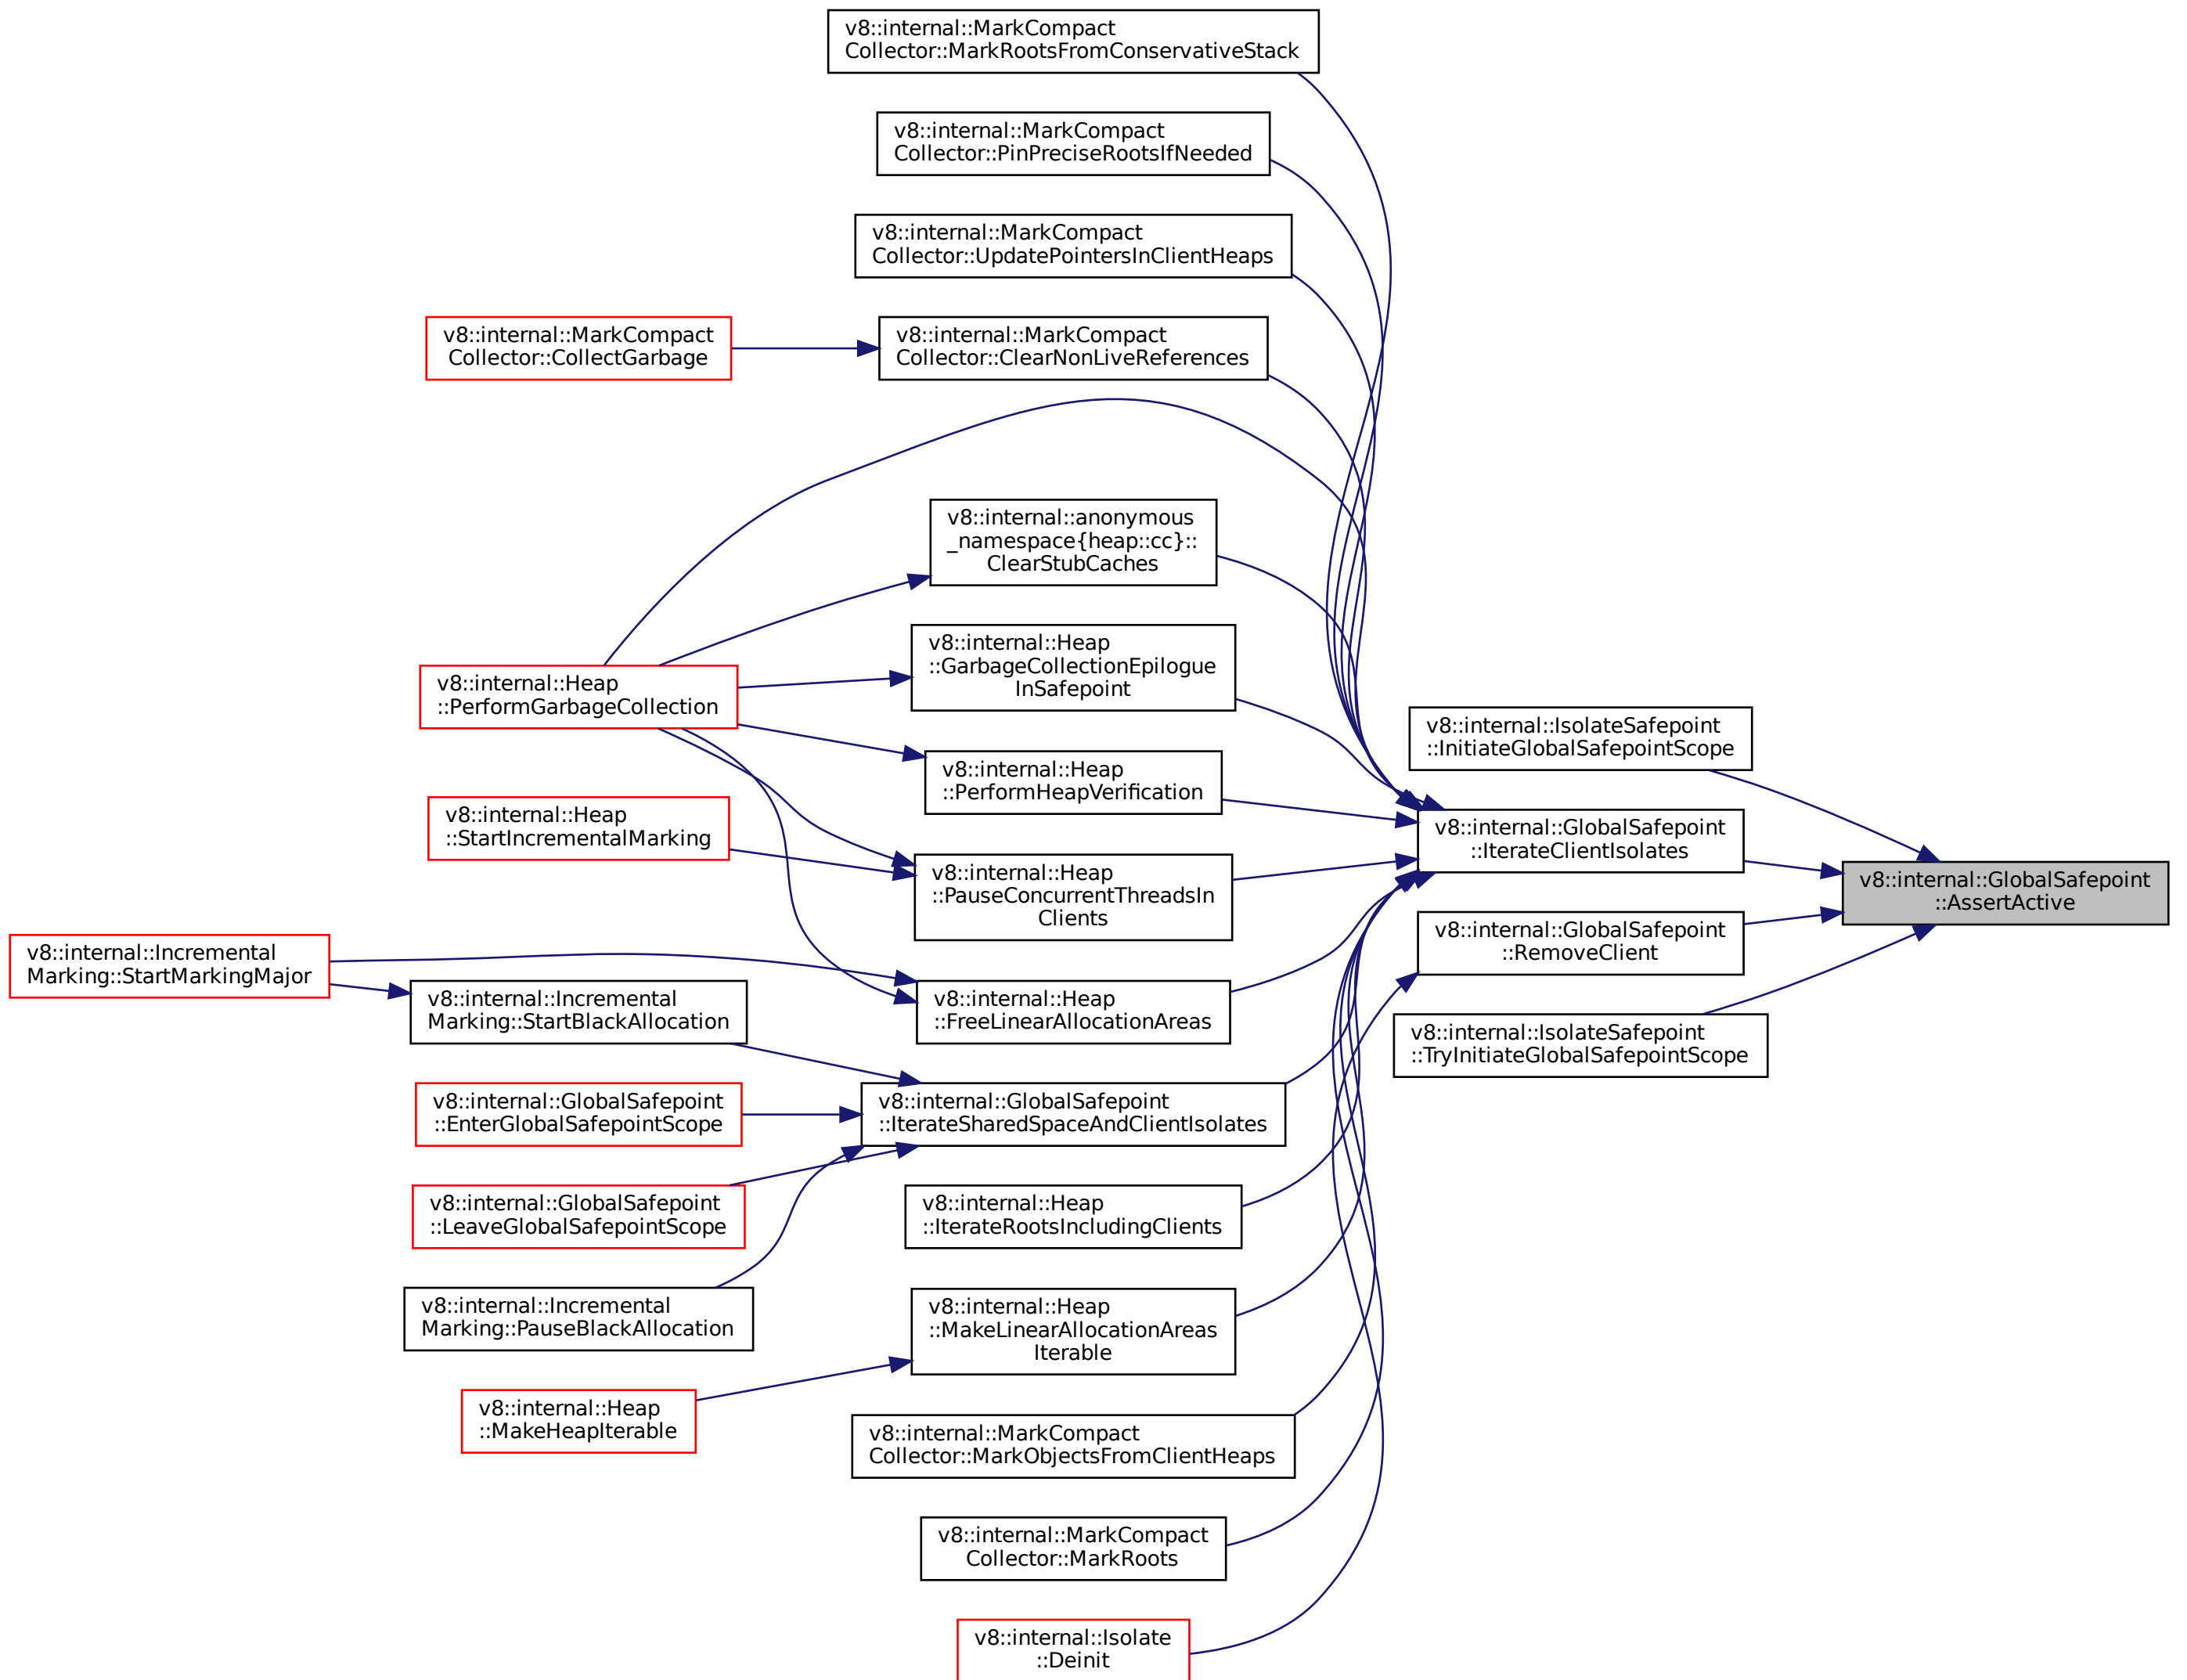 v8::internal::MarkCompact
Collector::MarkRootsFromConservativeStack
v8::internal::MarkCompact
Collector::PinPreciseRootsIfNeeded
v8::internal::MarkCompact
Collector::UpdatePointersInClientHeaps
v8::internal::MarkCompact
Collector::CollectGarbage
v8::internal::MarkCompact
Collector::ClearNonLiveReferences
v8::internal::anonymous
_namespace{heap::cc}::
ClearStubCaches
v8::internal::Heap
::GarbageCollectionEpilogue
InSafepoint
v8::internal::Heap
::PerformGarbageCollection
v8::internal::IsolateSafepoint
::InitiateGlobalSafepointScope
v8::internal::Heap
::PerformHeapVerification
v8::internal::Heap
::StartIncrementalMarking
v8::internal::GlobalSafepoint
::IterateClientIsolates
v8::internal::Heap
::PauseConcurrentThreadsIn
Clients
v8::internal::GlobalSafepoint
::AssertActive
v8::internal::GlobalSafepoint
::RemoveClient
v8::internal::Incremental
Marking::StartMarkingMajor
v8::internal::Incremental
Marking::StartBlackAllocation
v8::internal::Heap
::FreeLinearAllocationAreas
v8::internal::IsolateSafepoint
::TryInitiateGlobalSafepointScope
v8::internal::GlobalSafepoint
::EnterGlobalSafepointScope
v8::internal::GlobalSafepoint
::IterateSharedSpaceAndClientIsolates
v8::internal::GlobalSafepoint
::LeaveGlobalSafepointScope
v8::internal::Heap
::IterateRootsIncludingClients
v8::internal::Incremental
Marking::PauseBlackAllocation
v8::internal::Heap
::MakeLinearAllocationAreas
Iterable
v8::internal::Heap
::MakeHeapIterable
v8::internal::MarkCompact
Collector::MarkObjectsFromClientHeaps
v8::internal::MarkCompact
Collector::MarkRoots
v8::internal::Isolate
::Deinit